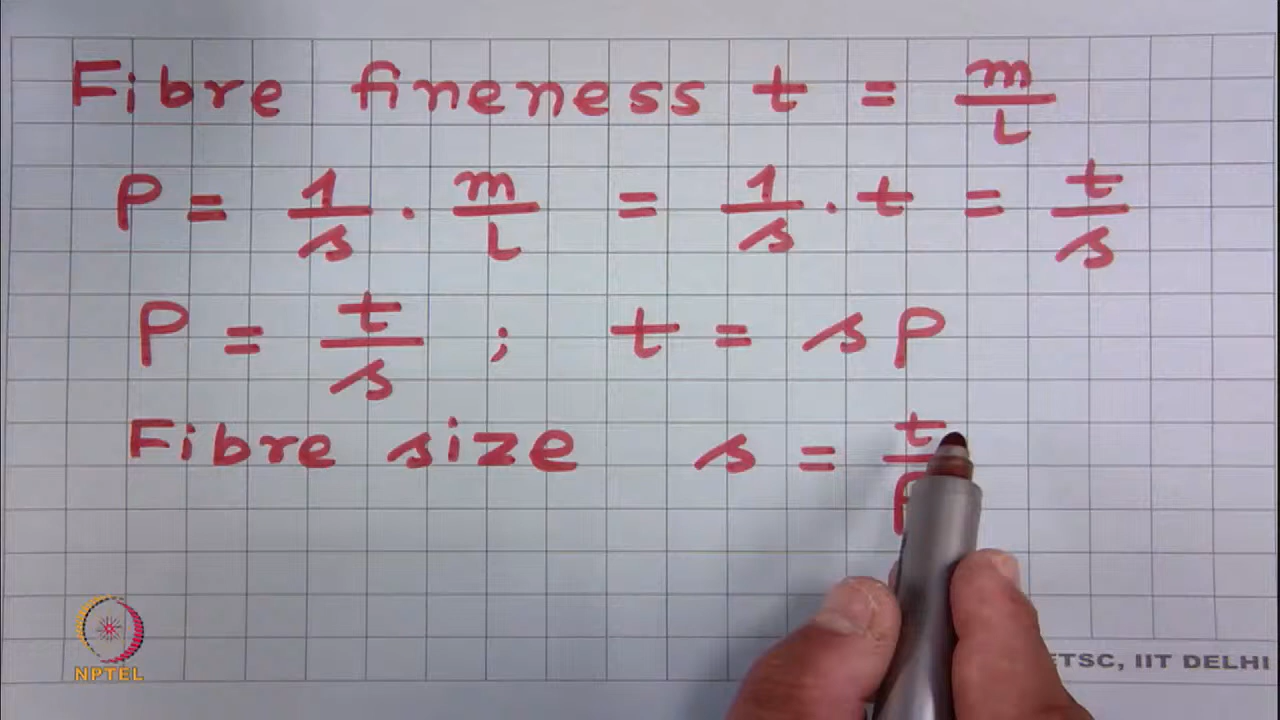 Fibre fineness t = m/L
P = 1/s . m/L = 1/s . t = t/s
P = t/s ; t = sP
Fibre size s = t/P
NPTEL
ETSC, IIT DELHI